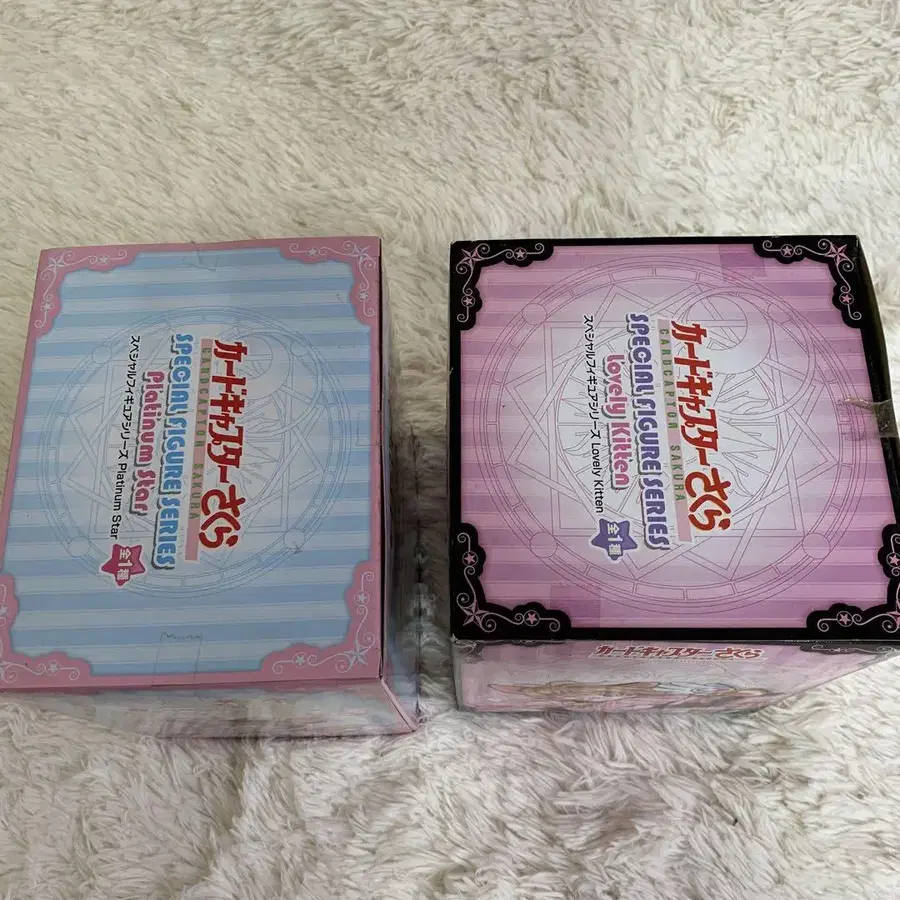 カードキャプターさくら
CARDCAPTOR SAKURA
SPECIAL FIGURE SERIES
Platinum Star
スペシャルフィギュアシリーズ Platinum Star
全1種
カードキャプターさくら
CARDCAPTOR SAKURA
SPECIAL FIGURE SERIES
Lovely Kitten
スペシャルフィギュアシリーズ Lovely Kitten
全1種
カードキャプターさくら